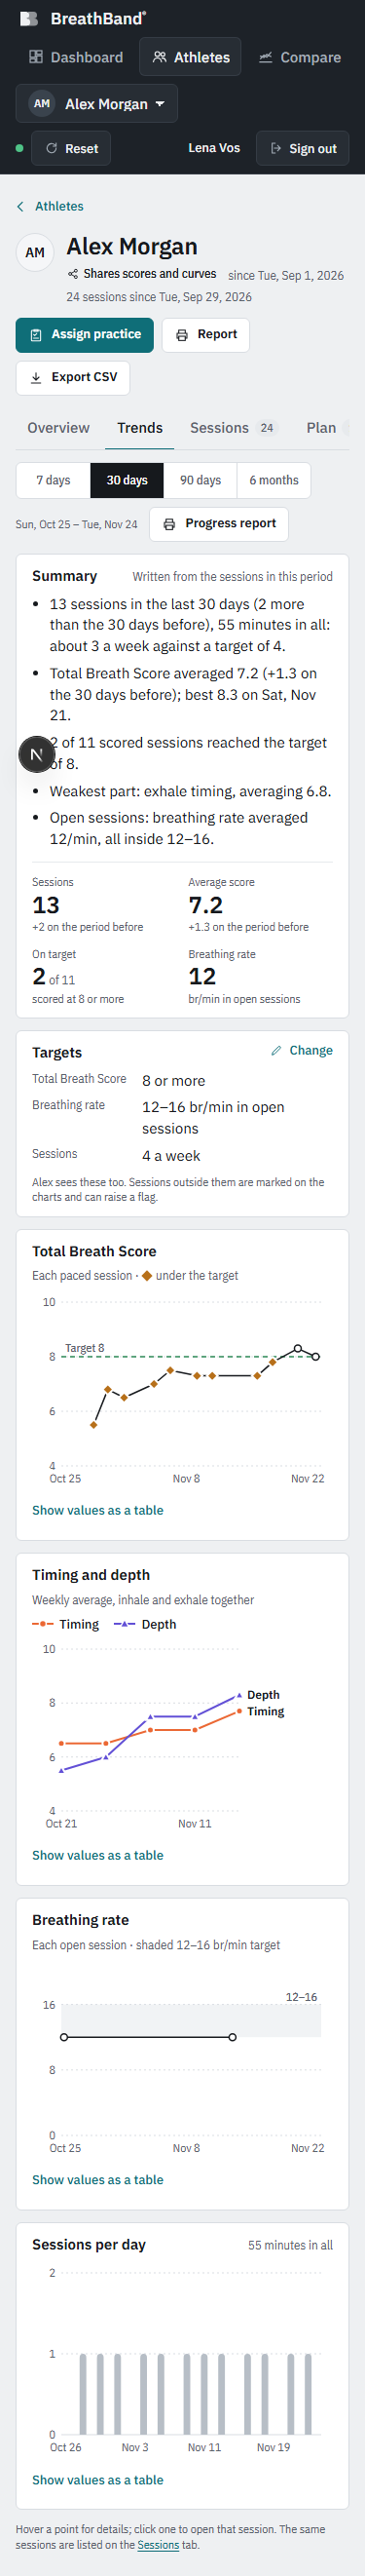 BreathBand®
Dashboard
Athletes
Compare
AM
Alex Morgan
Reset
Lena Vos
Sign out
Athletes
AM
Alex Morgan
Shares scores and curves since Tue, Sep 1, 2026
24 sessions since Tue, Sep 29, 2026
Assign practice
Report
Export CSV
Overview
Trends
Sessions 24
Plan
7 days
30 days
90 days
6 months
Sun, Oct 25 – Tue, Nov 24
Progress report
Summary
Written from the sessions in this period
• 13 sessions in the last 30 days (2 more
than the 30 days before), 55 minutes in all:
about 3 a week against a target of 4.
• Total Breath Score averaged 7.2 (+1.3 on
the 30 days before); best 8.3 on Sat, Nov
21.
2 of 11 scored sessions reached the target
of 8.
N
• Weakest part: exhale timing, averaging 6.8.
• Open sessions: breathing rate averaged
12/min, all inside 12–16.
Sessions
13
+2 on the period before
Average score
7.2
+1.3 on the period before
On target
2 of 11
scored at 8 or more
Breathing rate
12
br/min in open sessions
Targets
Change
Total Breath Score
8 or more
Breathing rate
12–16 br/min in open
sessions
Sessions
4 a week
Alex sees these too. Sessions outside them are marked on the
charts and can raise a flag.
Total Breath Score
Each paced session · ◆ under the target
10
Target 8
8
6
4
Oct 25
Nov 8
Nov 22
Show values as a table
Timing and depth
Weekly average, inhale and exhale together
Timing
Depth
10
8
Depth
Timing
6
4
Oct 21
Nov 11
Show values as a table
Breathing rate
Each open session · shaded 12–16 br/min target
12–16
16
8
0
Oct 25
Nov 8
Nov 22
Show values as a table
Sessions per day
55 minutes in all
2
1
0
Oct 26
Nov 3
Nov 11
Nov 19
Show values as a table
Hover a point for details; click one to open that session. The same
sessions are listed on the Sessions tab.